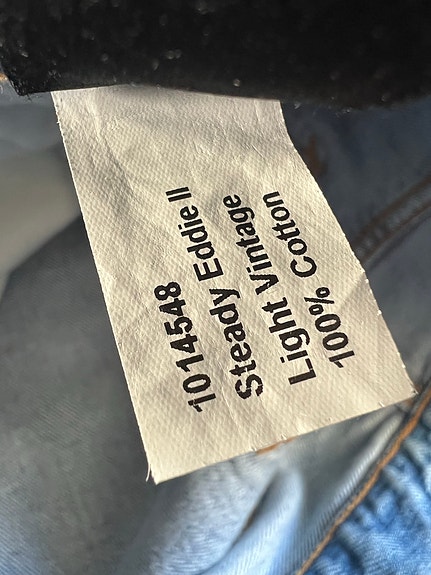 1014548
Steady Eddie II
Light Vintage
100% Cotton